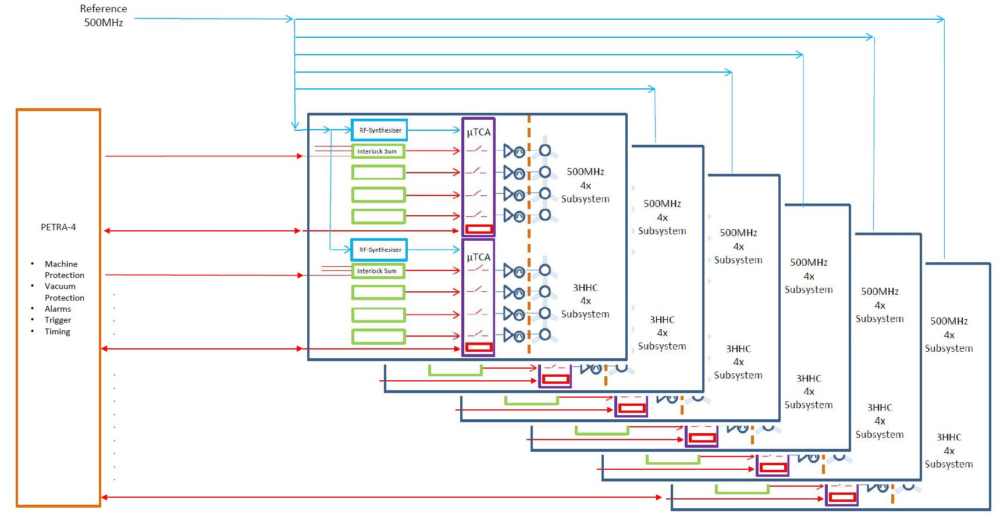 Reference
500MHz
PETRA-4
• Machine
Protection
• Vacuum
Protection
• Alarms
• Trigger
• Timing
RF-Synthesiser
µTCA
Interlock Sum
500MHz
4x
Subsystem
RF-Synthesiser
µTCA
Interlock Sum
3HHC
4x
Subsystem
500MHz
4x
Subsystem
3HHC
4x
Subsystem
500MHz
4x
Subsystem
3HHC
4x
Subsystem
500MHz
4x
Subsystem
3HHC
4x
Subsystem
500MHz
4x
Subsystem
3HHC
4x
Subsystem
500MHz
4x
Subsystem
3HHC
4x
Subsystem